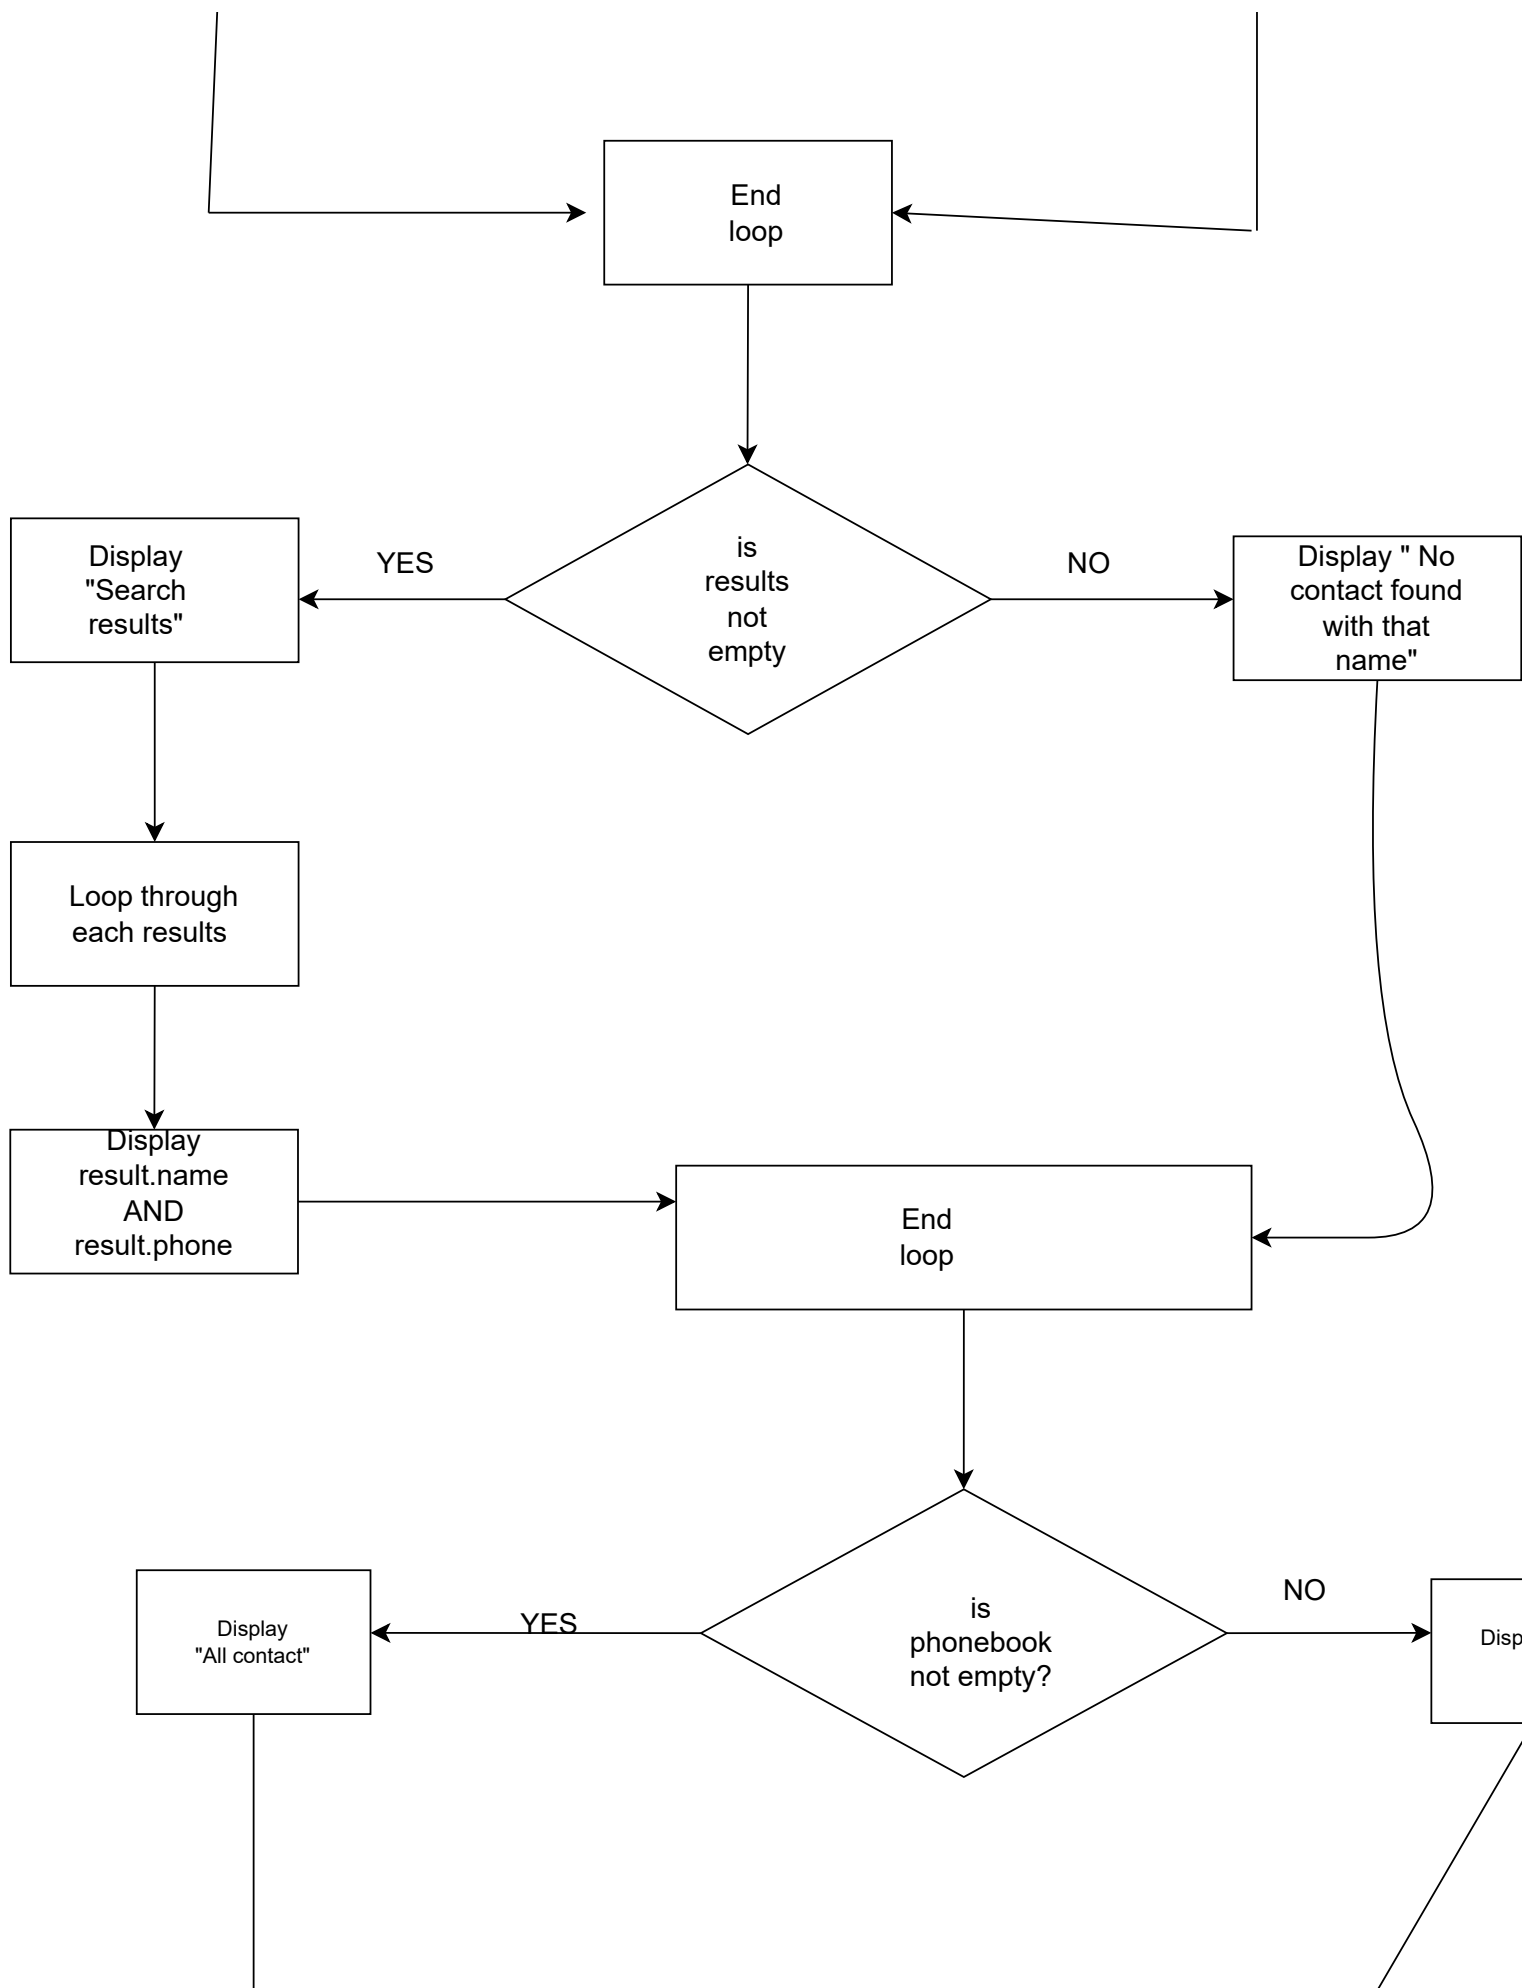 End
loop
is
results
not
empty
YES
NO
Display
"Search
results"
Display " No
contact found
with that
name"
Loop through
each results
Display
result.name
AND
result.phone
End
loop
is
phonebook
not empty?
YES
NO
Display
"All contact"